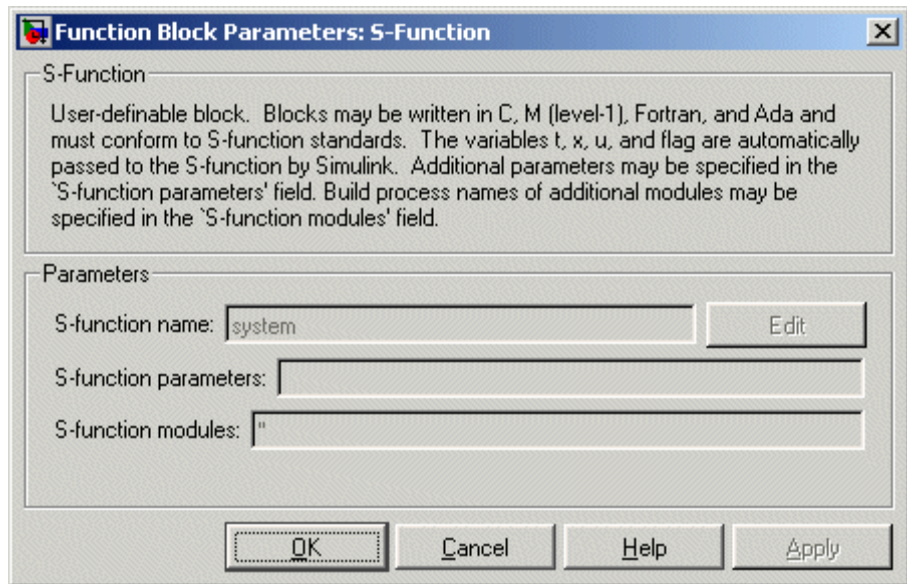 Function Block Parameters: S-Function
S-Function
User-definable block.  Blocks may be written in C, M (level-1), Fortran, and Ada and
must conform to S-function standards.  The variables t, x, u, and flag are automatically
passed to the S-function by Simulink.  Additional parameters may be specified in the
`S-function parameters' field. Build process names of additional modules may be
specified in the `S-function modules' field.
Parameters
S-function name: system Edit
S-function parameters:
S-function modules: ''
OK Cancel Help Apply